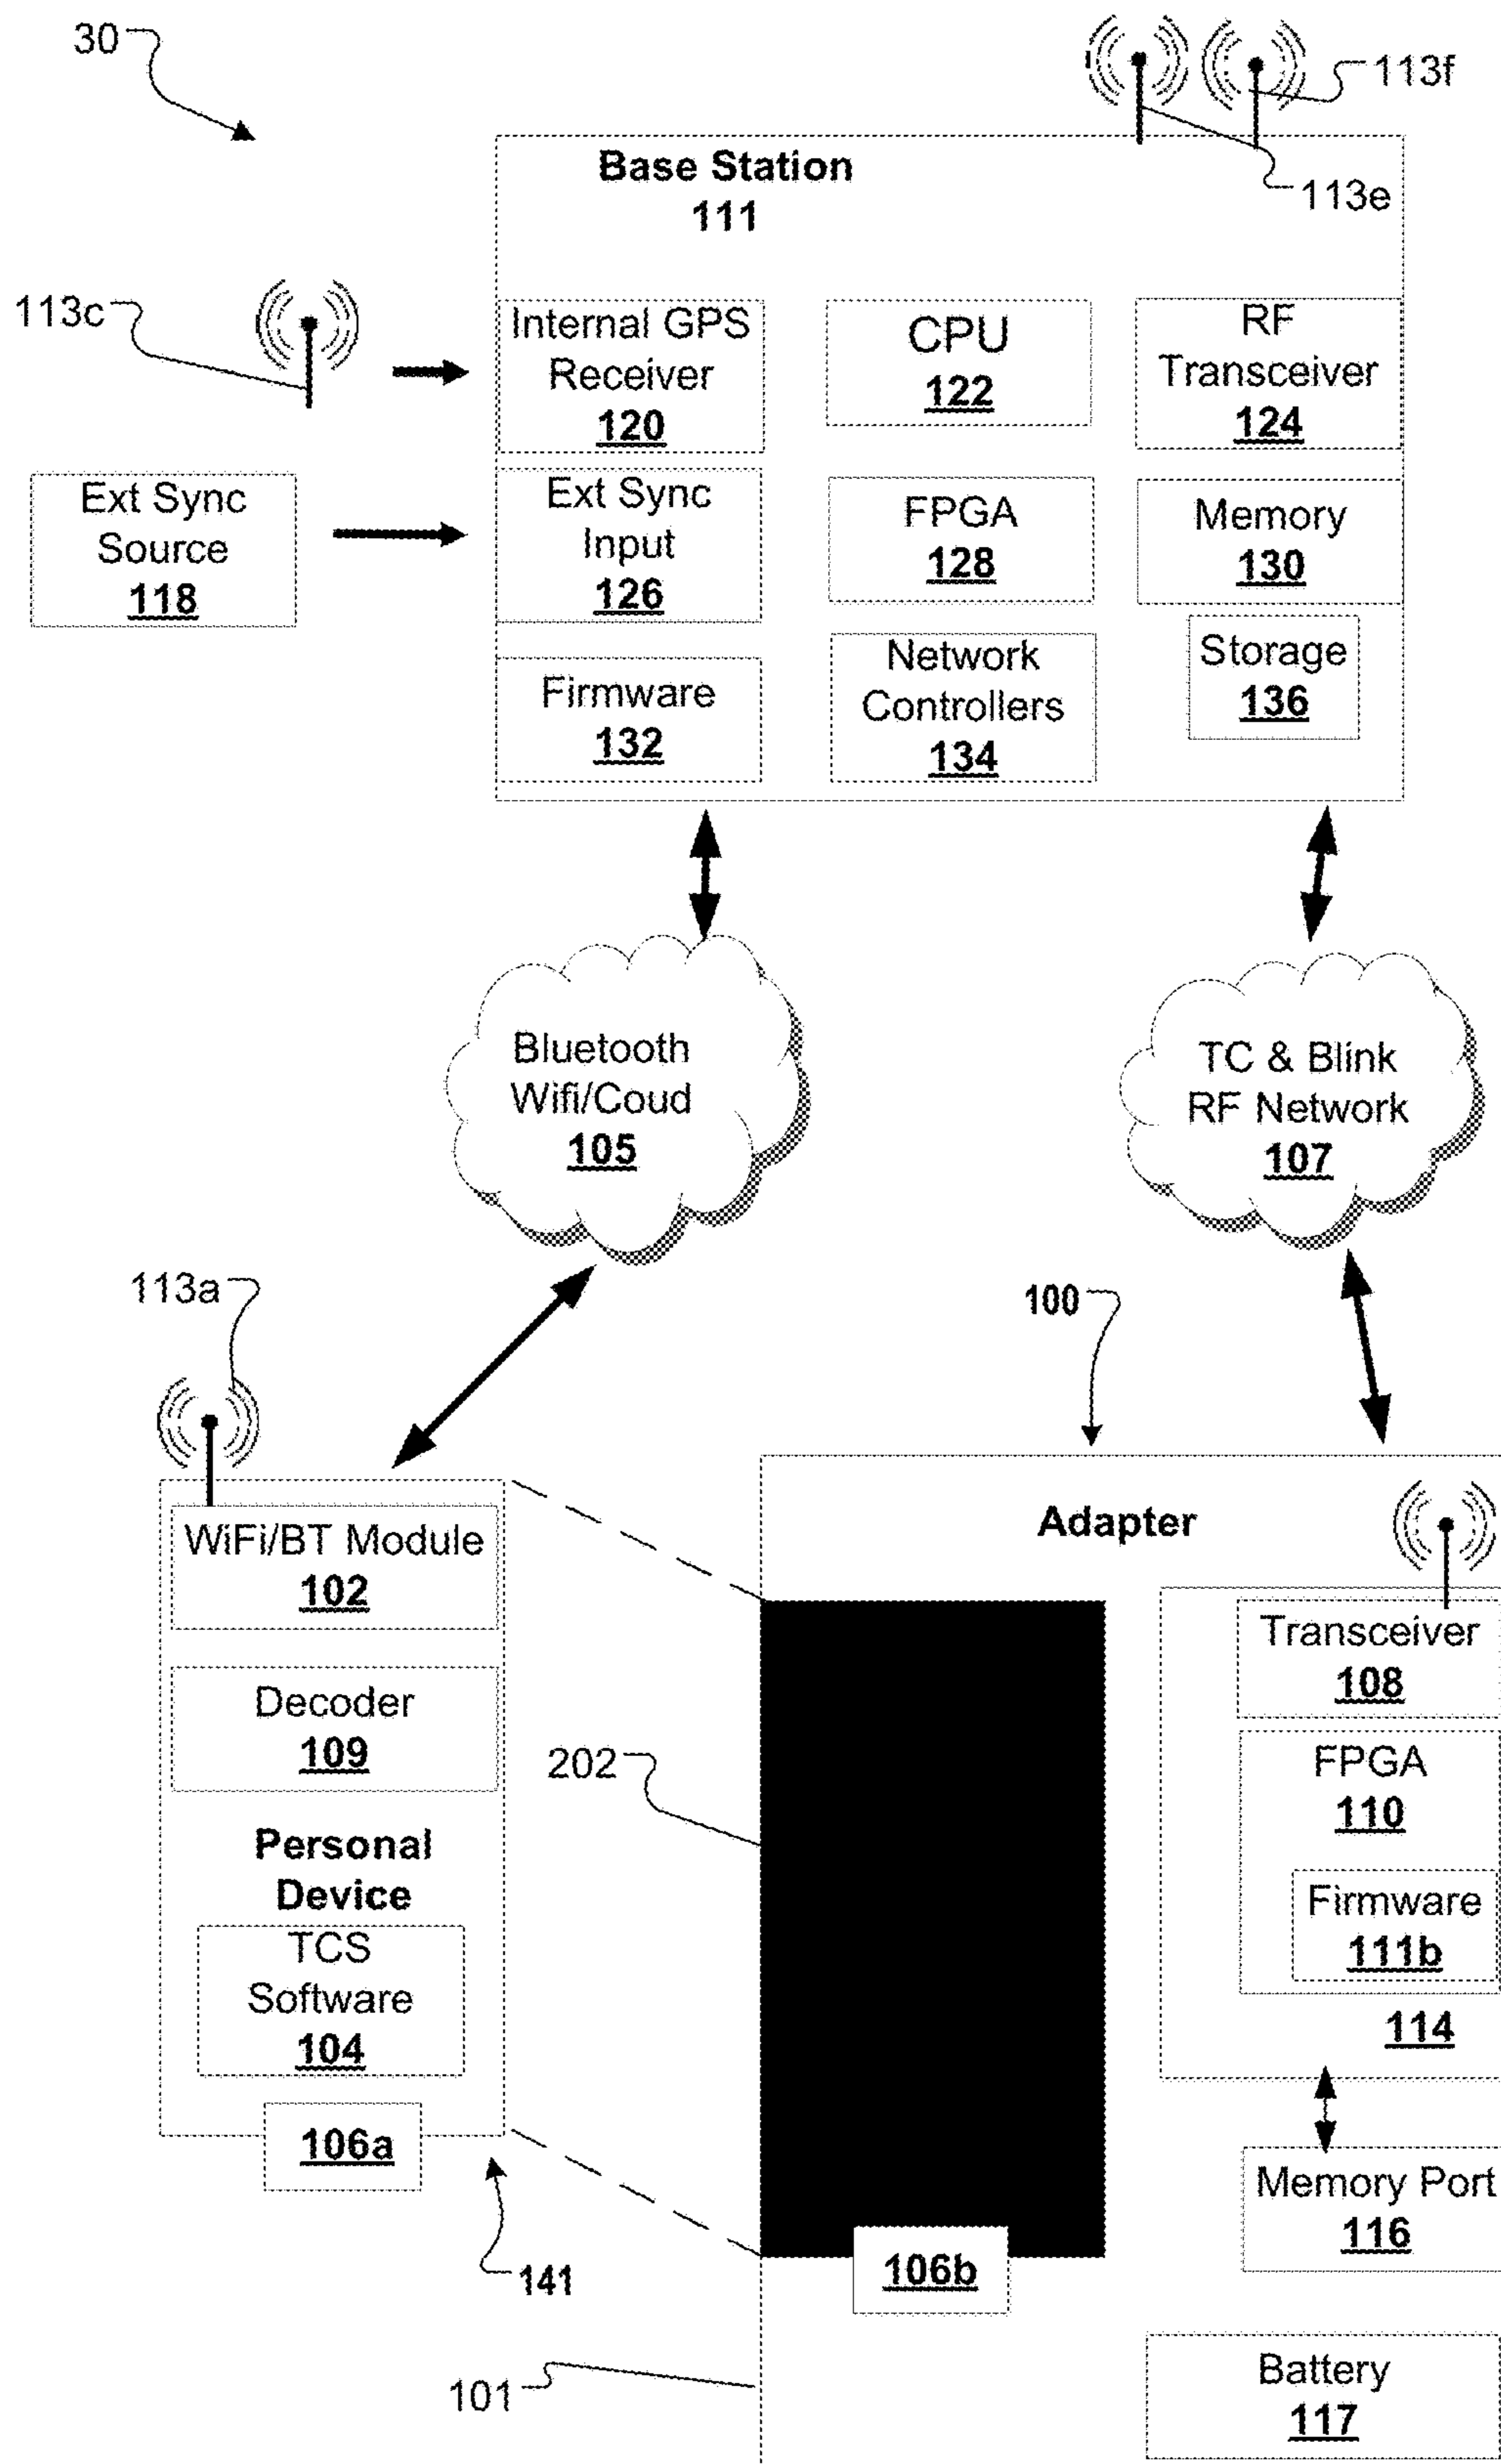 30
113f
Base Station
111
113e
113c
Internal GPS
Receiver
120
CPU
122
RF
Transceiver
124
Ext Sync
Source
118
Ext Sync
Input
126
FPGA
128
Memory
130
Firmware
132
Network
Controllers
134
Storage
136
Bluetooth
Wifi/Coud
105
TC & Blink
RF Network
107
113a
100
WiFi/BT Module
102
Decoder
109
Personal
Device
TCS
Software
104
106a
141
Adapter
Transceiver
108
202
FPGA
110
Firmware
111b
114
106b
Memory Port
116
101
Battery
117